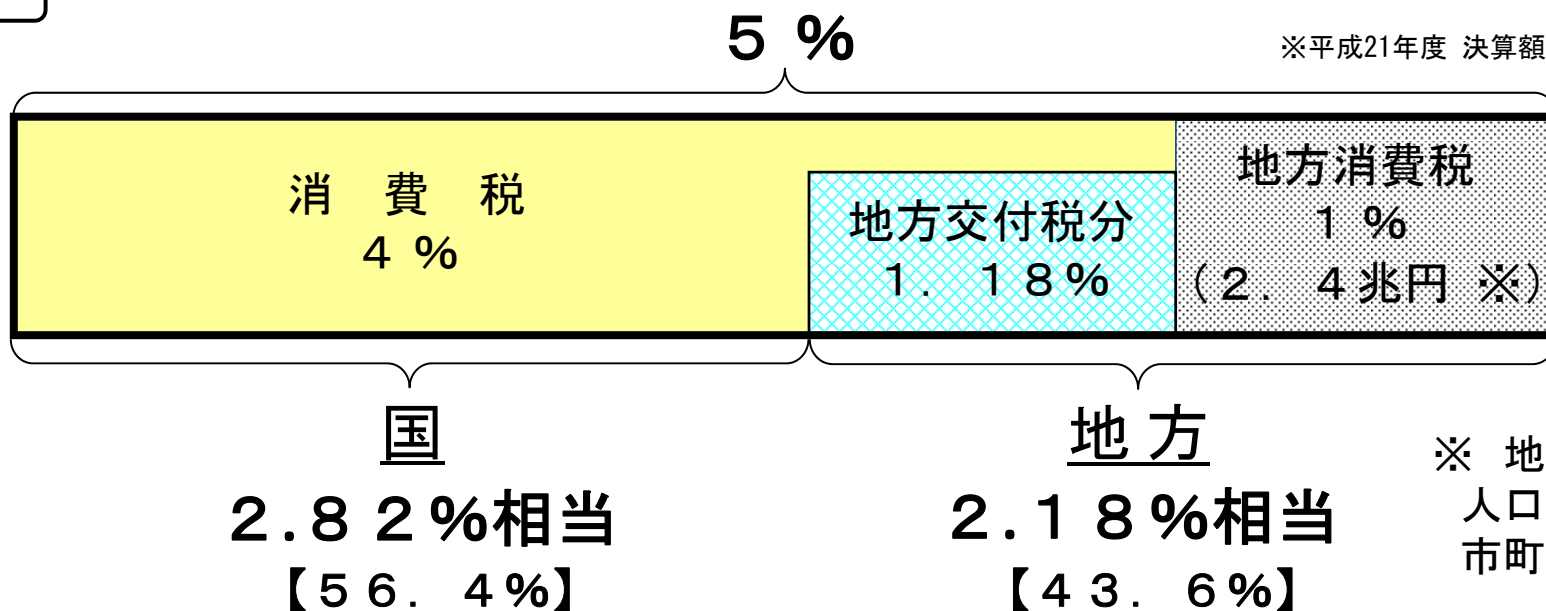 ５％
※平成21年度 決算額
消 費 税
４％
地方交付税分
１．１８％
地方消費税
１％
（２．４兆円 ※）
国
２.８２％相当
【５６．４％】
地 方
２.１８％相当
【４３．６％】
※ 地
人口
市町